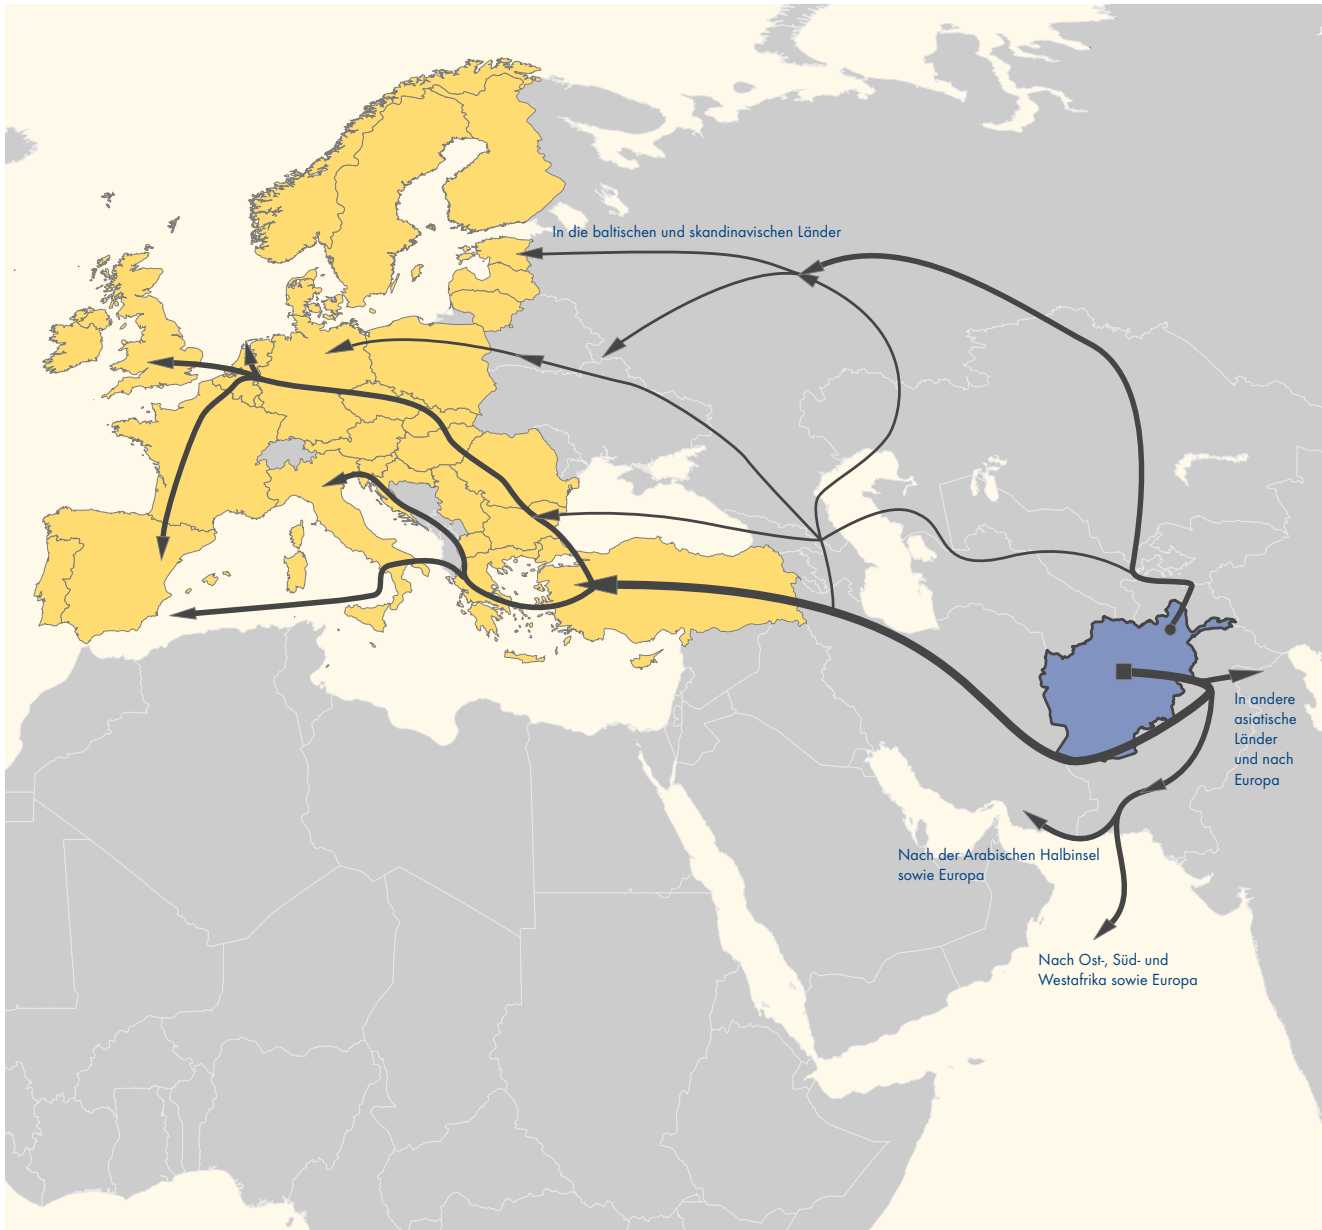 In die baltischen und skandinavischen Länder
In andere
asiatische
Länder
und nach
Europa
Nach der Arabischen Halbinsel
sowie Europa
Nach Ost-, Süd- und
Westafrika sowie Europa